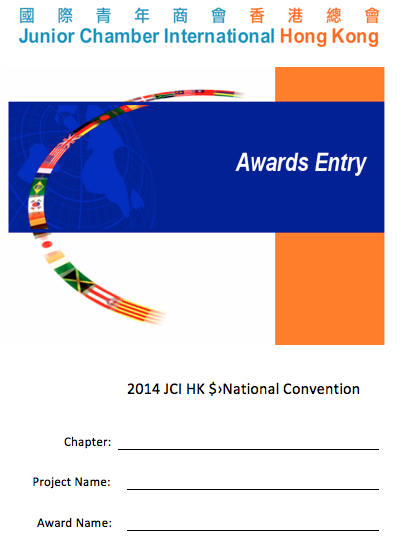 國際青年商會香港總會
Junior Chamber International Hong Kong
Awards Entry
2014 JCI HK $›National Convention
Chapter:
Project Name:
Award Name: